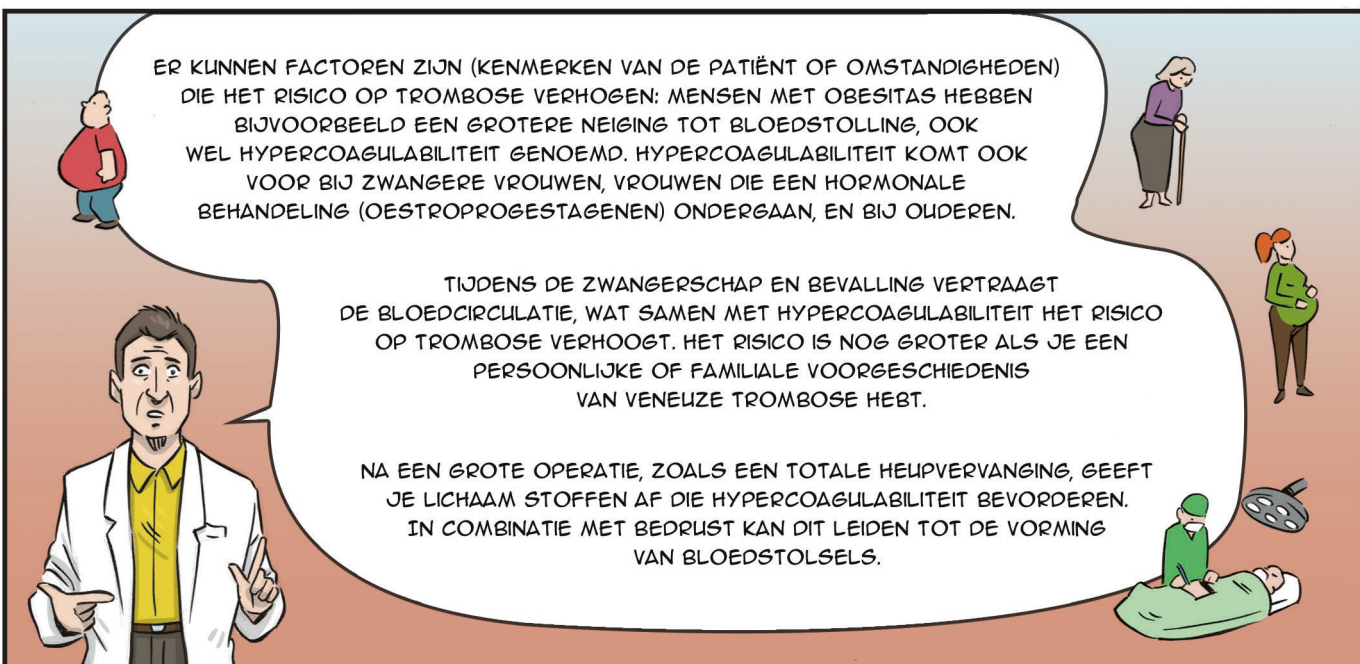 ER KUNNEN FACTOREN ZIJN (KENMERKEN VAN DE PATIËNT OF OMSTANDIGHEDEN)
DIE HET RISICO OP TROMBOSE VERHOGEN: MENSEN MET OBESITAS HEBBEN
BIJVOORBEELD EEN GROTERE NEIGING TOT BLOEDSTOLLING, OOK
WEL HYPERCOAGULABILITEIT GENOEMD. HYPERCOAGULABILITEIT KOMT OOK
VOOR BIJ ZWANGERE VROUWEN, VROUWEN DIE EEN HORMONALE
BEHANDELING (OESTROPROGESTAGENEN) ONDERGAAN, EN BIJ OUDEREN.
TIJDENS DE ZWANGERSCHAP EN BEVALLING VERTRAAGT
DE BLOEDCIRCULATIE, WAT SAMEN MET HYPERCOAGULABILITEIT HET RISICO
OP TROMBOSE VERHOOGT. HET RISICO IS NOG GROTER ALS JE EEN
PERSOONLIJKE OF FAMILIALE VOORGESCHIEDENIS
VAN VENEUZE TROMBOSE HEBT.
NA EEN GROTE OPERATIE, ZOALS EEN TOTALE HEUPVERVANGING, GEEFT
JE LICHAAM STOFFEN AF DIE HYPERCOAGULABILITEIT BEVORDEREN.
IN COMBINATIE MET BEDRUST KAN DIT LEIDEN TOT DE VORMING
VAN BLOEDSTOLSELS.